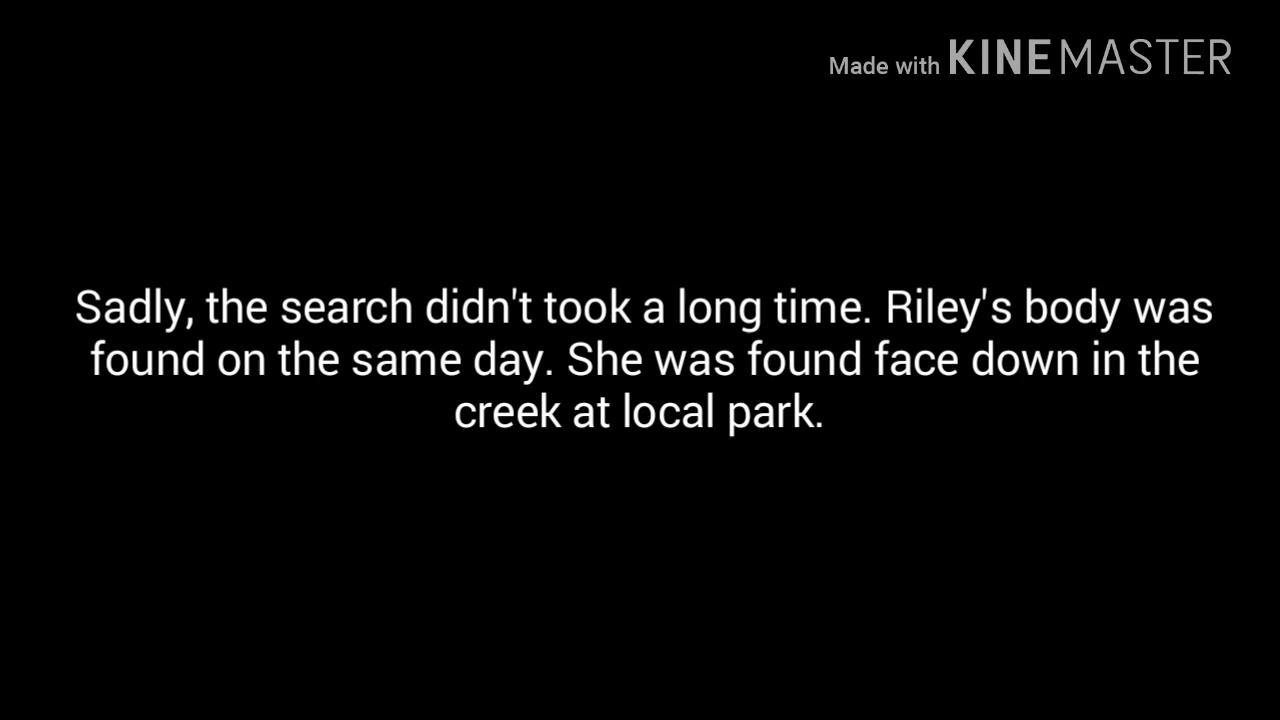 Made with KINEMASTER
Sadly, the search didn't took a long time. Riley's body was
found on the same day. She was found face down in the
creek at local park.